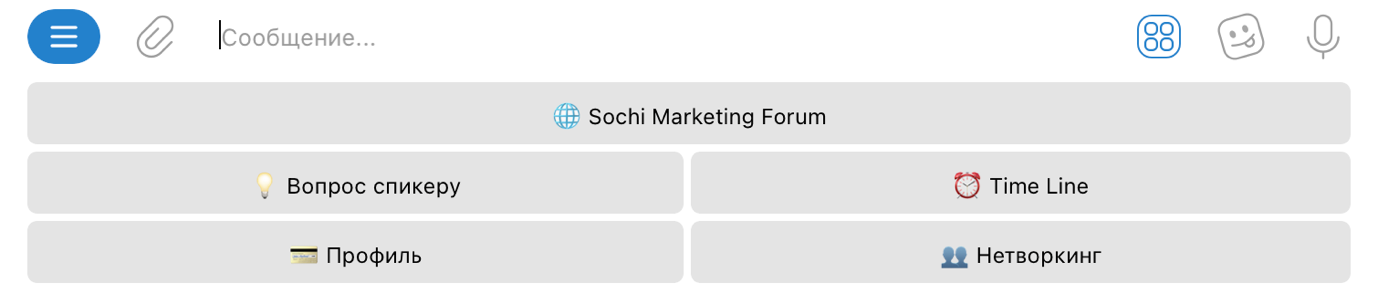 Сообщение...
🌐 Sochi Marketing Forum
💡 Вопрос спикеру
⏰ Time Line
💳 Профиль
👥 Нетворкинг